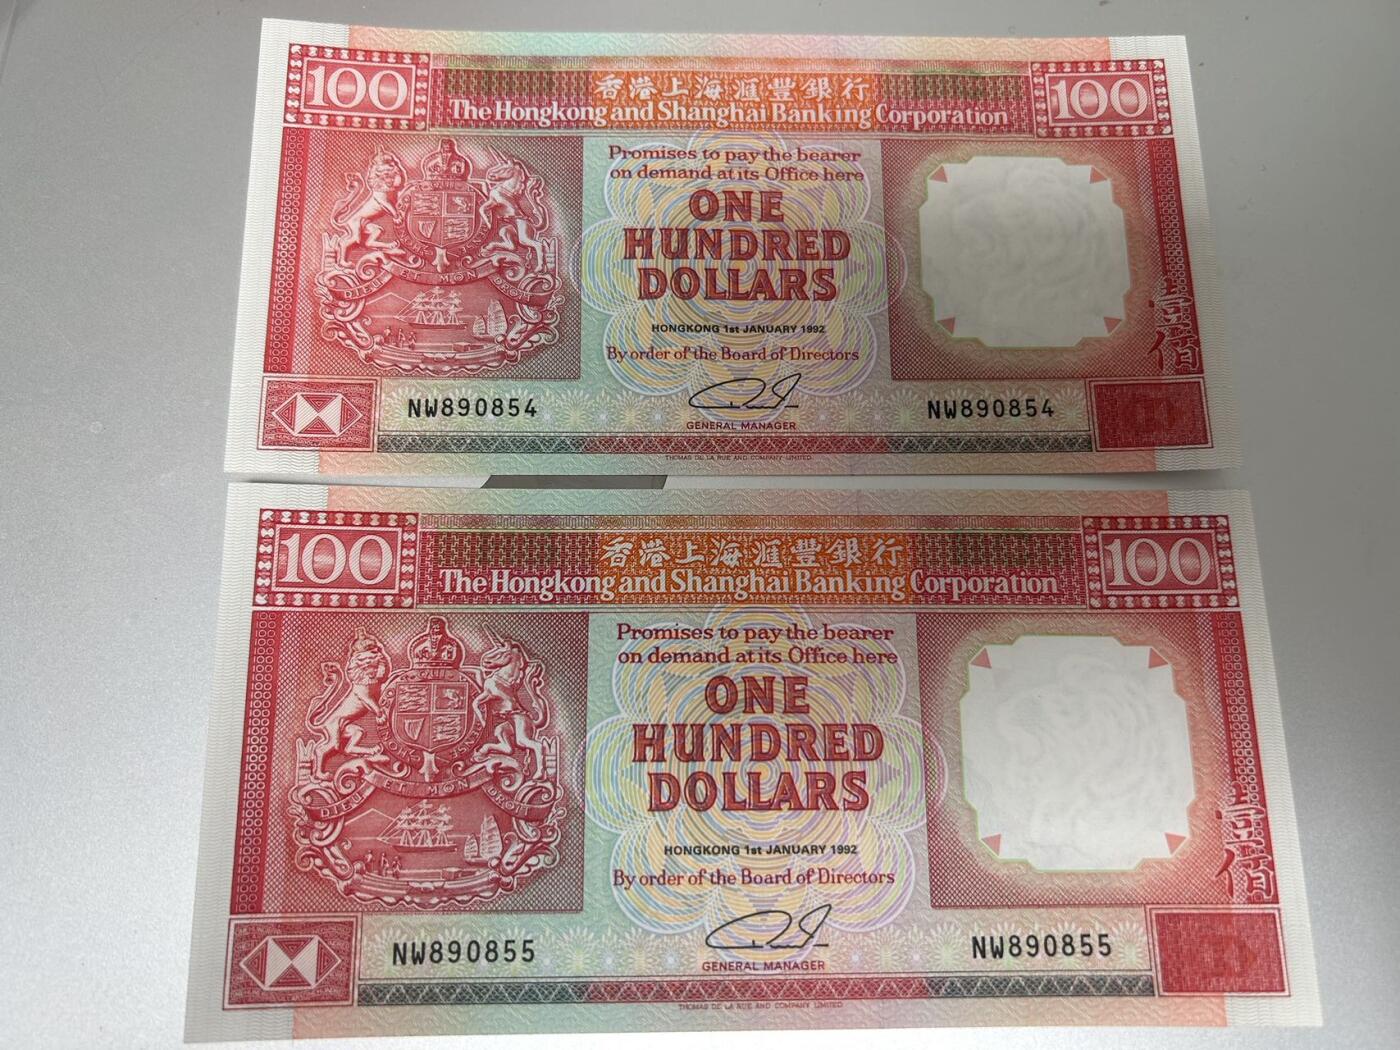 100
香港上海滙豐銀行
100
The Hongkong and Shanghai Banking Corporation
Promises to pay the bearer
on demand at its Office here
ONE
HUNDRED
DOLLARS
DIEU ET MON DROIT
HONGKONG 1st JANUARY 1992
By order of the Board of Directors
NW890854
NW890854
GENERAL MANAGER
THOMAS DE LA RUE AND COMPANY LIMITED
100
香港上海滙豐銀行
100
The Hongkong and Shanghai Banking Corporation
Promises to pay the bearer
on demand at its Office here
ONE
HUNDRED
DOLLARS
DIEU ET MON DROIT
HONGKONG 1st JANUARY 1992
By order of the Board of Directors
NW890855
NW890855
GENERAL MANAGER
THOMAS DE LA RUE AND COMPANY LIMITED